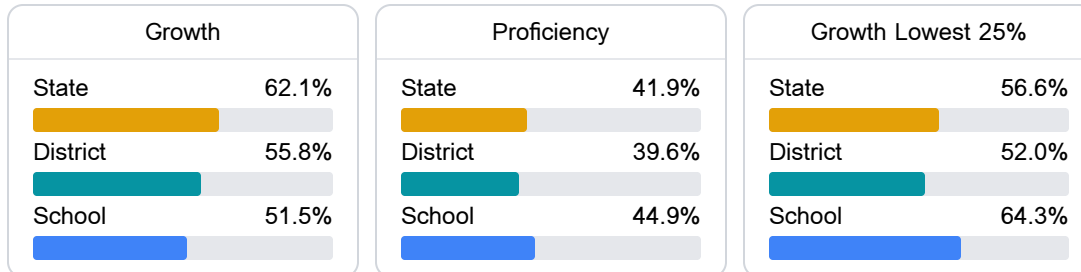 Growth
State 62.1%
District 55.8%
School 51.5%
Proficiency
State 41.9%
District 39.6%
School 44.9%
Growth Lowest 25%
State 56.6%
District 52.0%
School 64.3%